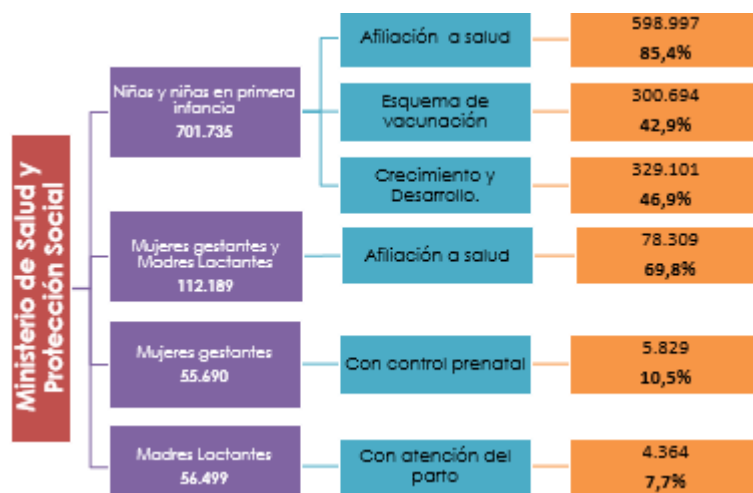 Ministerio de Salud y
Protección Social
Niños y niñas en primera
infancia
701.735
Afiliación a salud
598.997
85,4%
Esquema de
vacunación
300.694
42,9%
Crecimiento y
Desarrollo.
329.101
46,9%
Mujeres gestantes y
Madres Lactantes
112.189
Afiliación a salud
78.309
69,8%
Mujeres gestantes
55.690
Con control prenatal
5.829
10,5%
Madres Lactantes
56.499
Con atención del
parto
4.364
7,7%